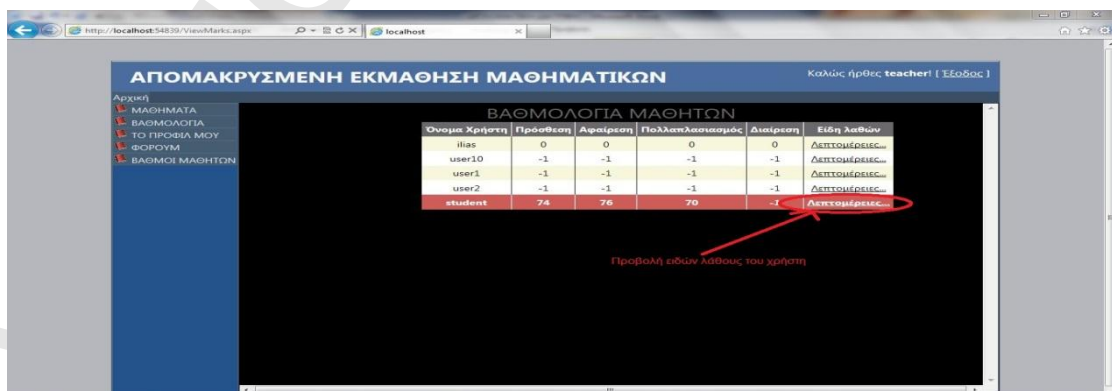 http://localhost:54839/ViewMarks.aspx
localhost
ΑΠΟΜΑΚΡΥΣΜΕΝΗ ΕΚΜΑΘΗΣΗ ΜΑΘΗΜΑΤΙΚΩΝ
Καλώς ήρθες teacher! [ Έξοδος ]
Αρχική
ΜΑΘΗΜΑΤΑ
ΒΑΘΜΟΛΟΓΙΑ
ΤΟ ΠΡΟΦΙΛ ΜΟΥ
ΦΟΡΟΥΜ
ΒΑΘΜΟΙ ΜΑΘΗΤΩΝ
ΒΑΘΜΟΛΟΓΙΑ ΜΑΘΗΤΩΝ
Όνομα Χρήστη Πρόσθεση Αφαίρεση Πολλαπλασιασμός Διαίρεση Είδη λαθών
ilias 0 0 0 0 Λεπτομέρειες...
user10 -1 -1 -1 -1 Λεπτομέρειες...
user1 -1 -1 -1 -1 Λεπτομέρειες...
user2 -1 -1 -1 -1 Λεπτομέρειες...
student 74 76 70 -1 Λεπτομέρειες...
Προβολή ειδών λάθους του χρήστη